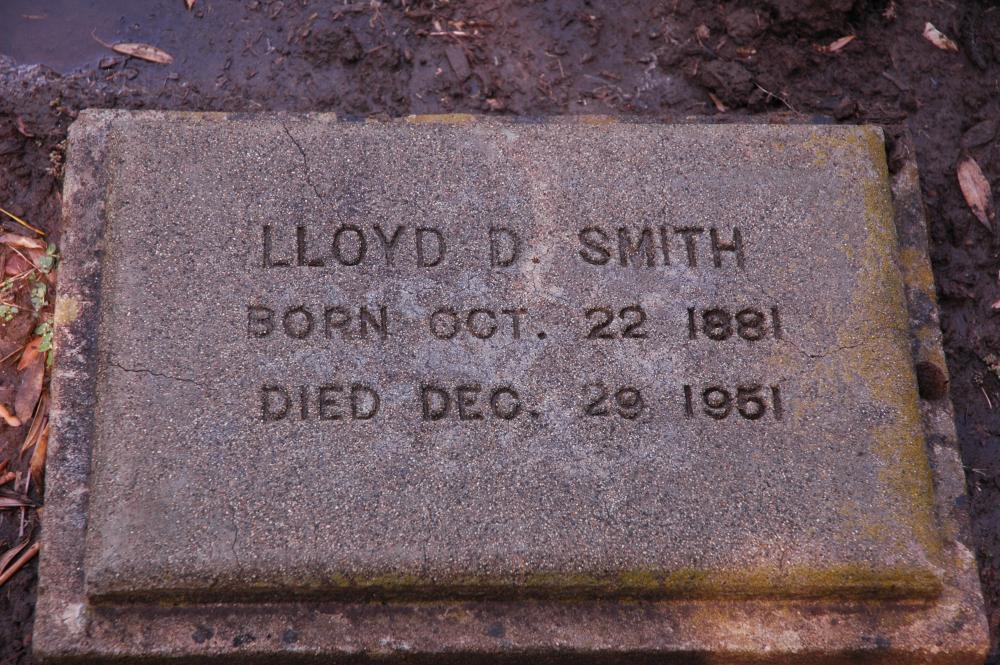 LLOYD D. SMITH
BORN OCT. 22 1881
DIED DEC. 29 1951